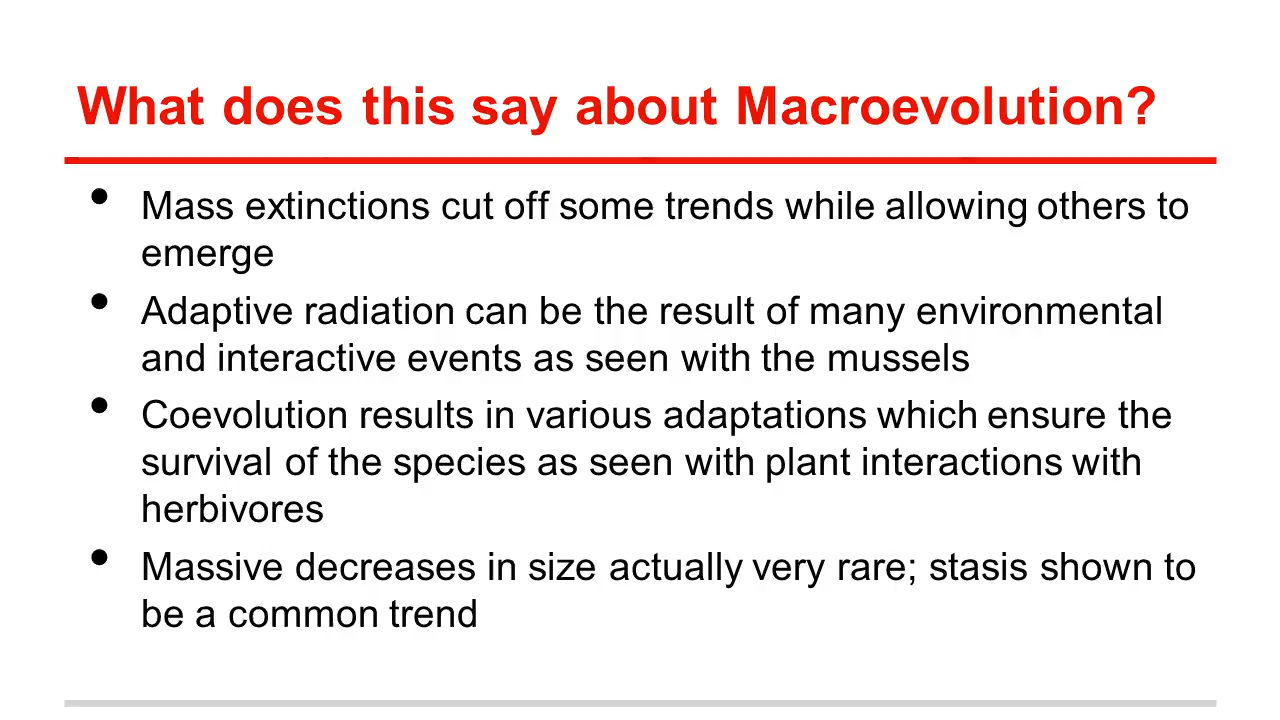 What does this say about Macroevolution?
• Mass extinctions cut off some trends while allowing others to
emerge
• Adaptive radiation can be the result of many environmental
and interactive events as seen with the mussels
• Coevolution results in various adaptations which ensure the
survival of the species as seen with plant interactions with
herbivores
• Massive decreases in size actually very rare; stasis shown to
be a common trend